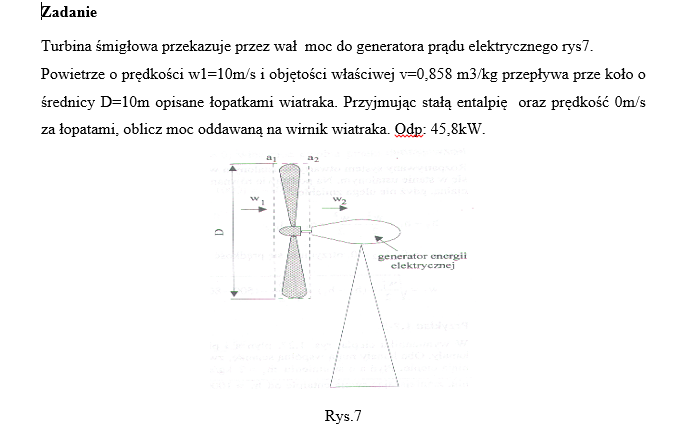 Zadanie
Turbina śmigłowa przekazuje przez wał moc do generatora prądu elektrycznego rys7.
Powietrze o prędkości w1=10m/s i objętości właściwej v=0,858 m3/kg przepływa prze koło o
średnicy D=10m opisane łopatkami wiatraka. Przyjmując stałą entalpię oraz prędkość 0m/s
za łopatami, oblicz moc oddawaną na wirnik wiatraka. Odp: 45,8kW.
a1 a2
w1 w2
D
generator energii
elektrycznej
Rys.7